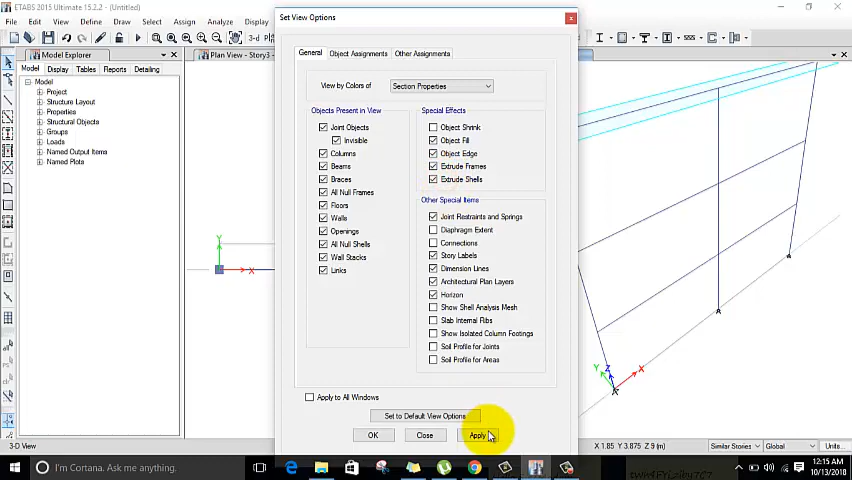 ETABS 2015 Ultimate 15.2.2 - (Untitled)
File Edit View Define Draw Select Assign Analyze Display
Set View Options
Model Explorer
Plan View - Story3
Model Display Tables Reports Detailing
Model
Project
Structure Layout
Properties
Structural Objects
Groups
Loads
Named Output Items
Named Plots
General Object Assignments Other Assignments
View by Colors of Section Properties
Objects Present in View
Joint Objects
Invisible
Columns
Beams
Braces
All Null Frames
Floors
Walls
Openings
All Null Shells
Wall Stacks
Links
Special Effects
Object Shrink
Object Fill
Object Edge
Extrude Frames
Extrude Shells
Other Special Items
Joint Restraints and Springs
Diaphragm Extent
Connections
Story Labels
Dimension Lines
Architectural Plan Layers
Horizon
Show Shell Analysis Mesh
Slab Internal Ribs
Show Isolated Column Footings
Soil Profile for Joints
Soil Profile for Areas
Apply to All Windows
Set to Default View Options
OK Close Apply
Y
X
Y Z X
3-D View
X 1.85 Y 3.875 Z 9 (m) Similar Stories Global Units...
I'm Cortana. Ask me anything.
12:15 AM
10/13/2018